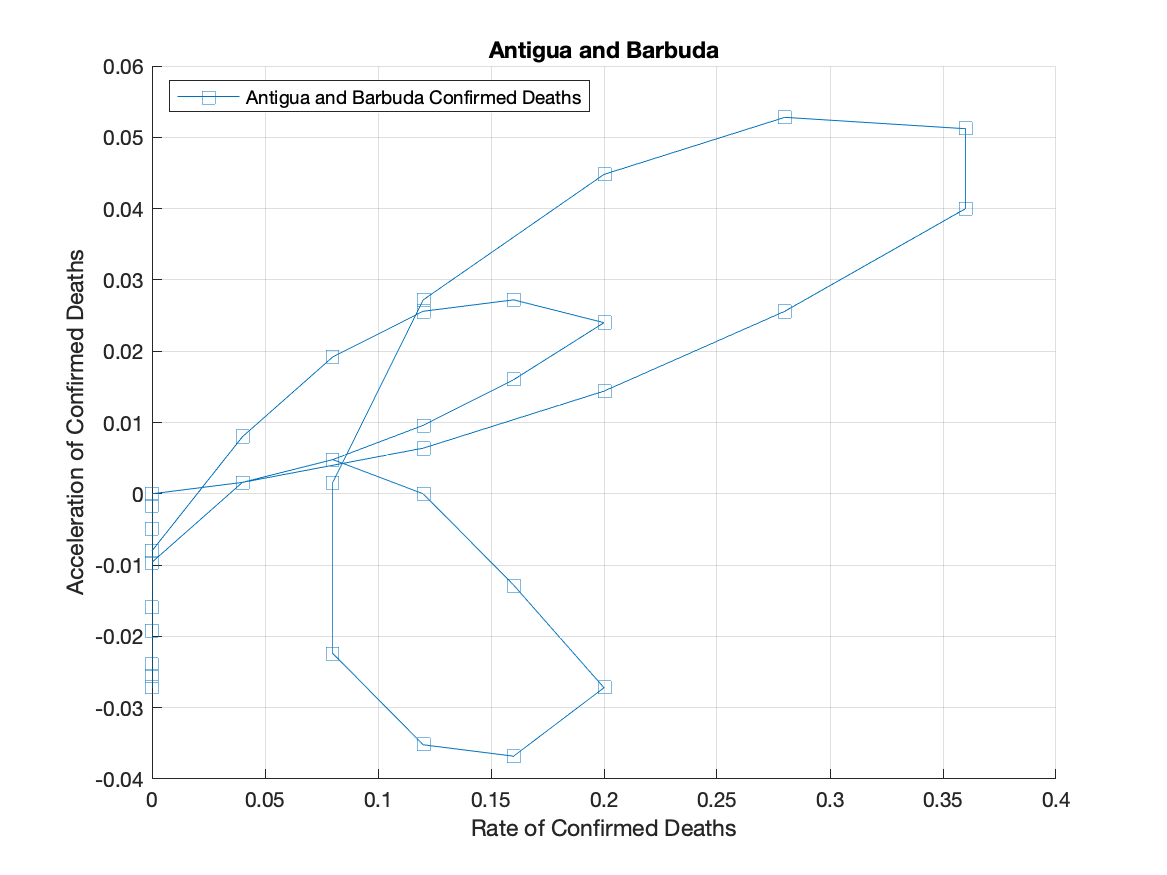 Antigua and Barbuda
Antigua and Barbuda Confirmed Deaths
0.06
0.05
0.04
0.03
0.02
0.01
0
-0.01
-0.02
-0.03
-0.04
Acceleration of Confirmed Deaths
0 0.05 0.1 0.15 0.2 0.25 0.3 0.35 0.4
Rate of Confirmed Deaths